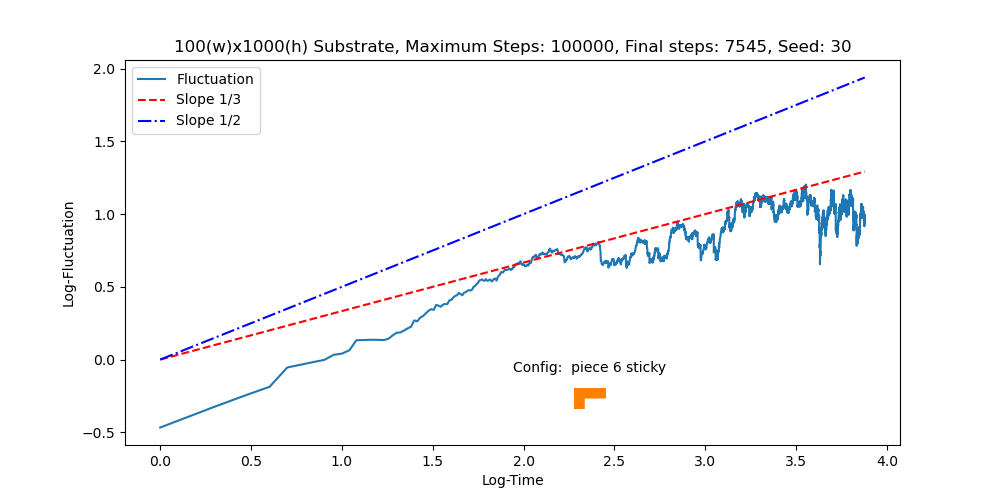 100(w)x1000(h) Substrate, Maximum Steps: 100000, Final steps: 7545, Seed: 30
2.0
1.5
1.0
0.5
0.0
−0.5
Log-Fluctuation
Fluctuation
Slope 1/3
Slope 1/2
Config:  piece 6 sticky
0.0
0.5
1.0
1.5
2.0
2.5
3.0
3.5
4.0
Log-Time